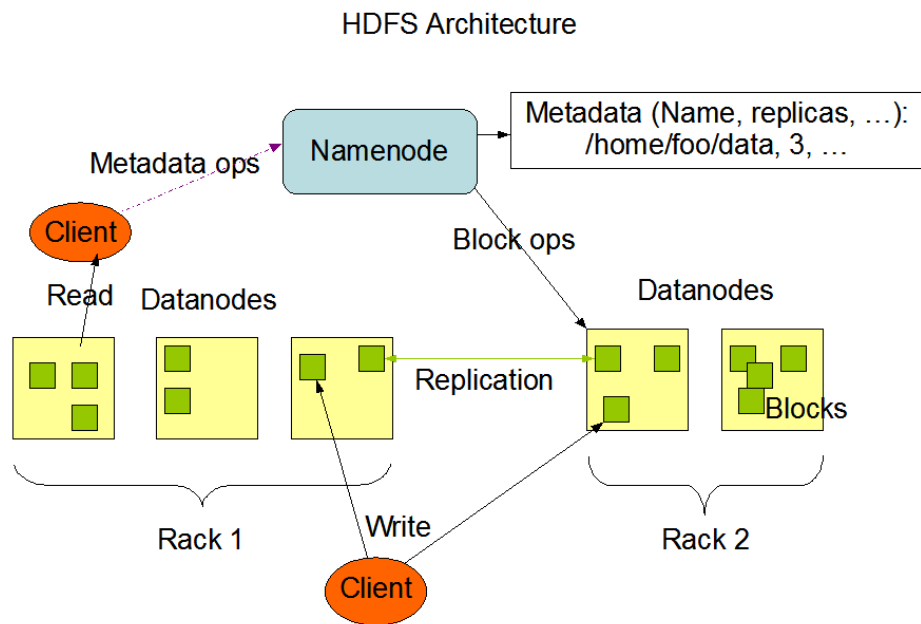 HDFS Architecture
Metadata (Name, replicas, …):
/home/foo/data, 3, …
Namenode
Metadata ops
Client
Block ops
Read
Datanodes
Datanodes
Replication
Blocks
Rack 1
Write
Rack 2
Client